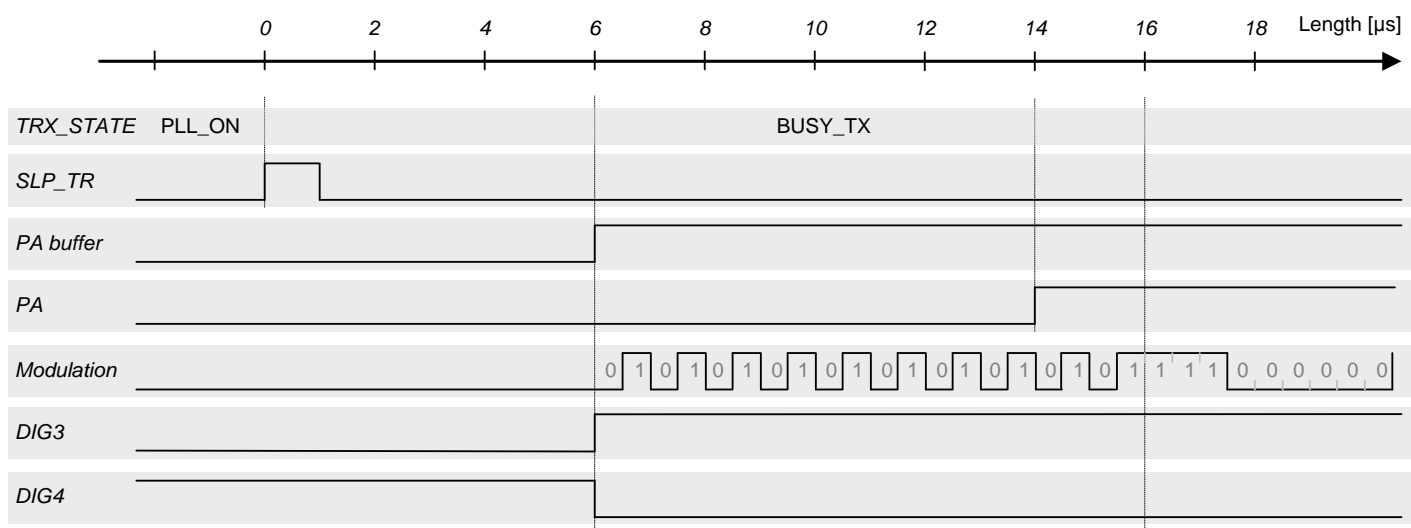 0 2 4 6 8 10 12 14 16 18 Length [µs]
TRX_STATE PLL_ON BUSY_TX
SLP_TR
PA buffer
PA
Modulation 0 1 0 1 0 1 0 1 0 1 0 1 0 1 0 1 0 1 0 1 1 1 1 0 0 0 0 0 0
DIG3
DIG4